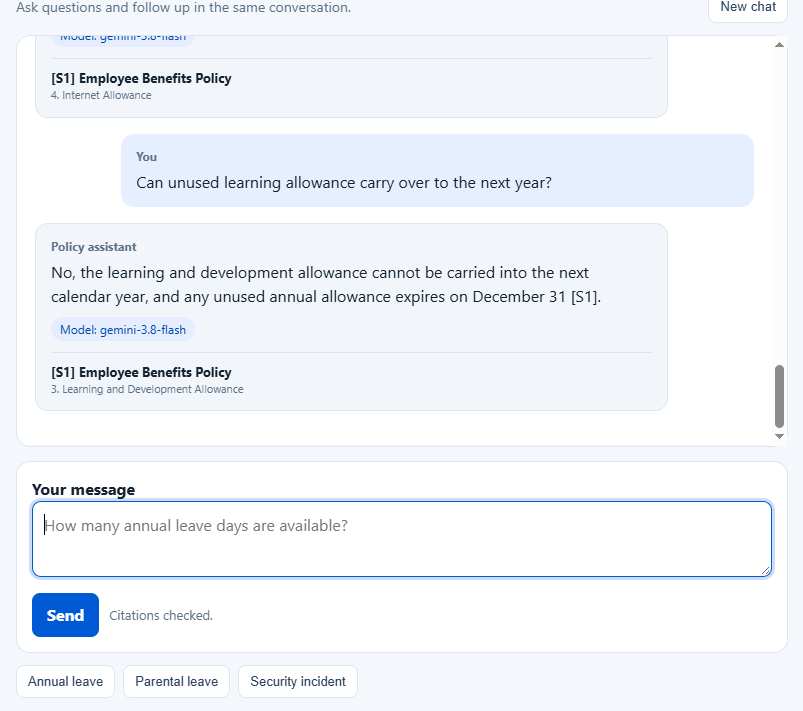 Ask questions and follow up in the same conversation.
New chat
Model: gemini-3.8-flash
[S1] Employee Benefits Policy
4. Internet Allowance
You
Can unused learning allowance carry over to the next year?
Policy assistant
No, the learning and development allowance cannot be carried into the next
calendar year, and any unused annual allowance expires on December 31 [S1].
Model: gemini-3.8-flash
[S1] Employee Benefits Policy
3. Learning and Development Allowance
Your message
How many annual leave days are available?
Send
Citations checked.
Annual leave
Parental leave
Security incident